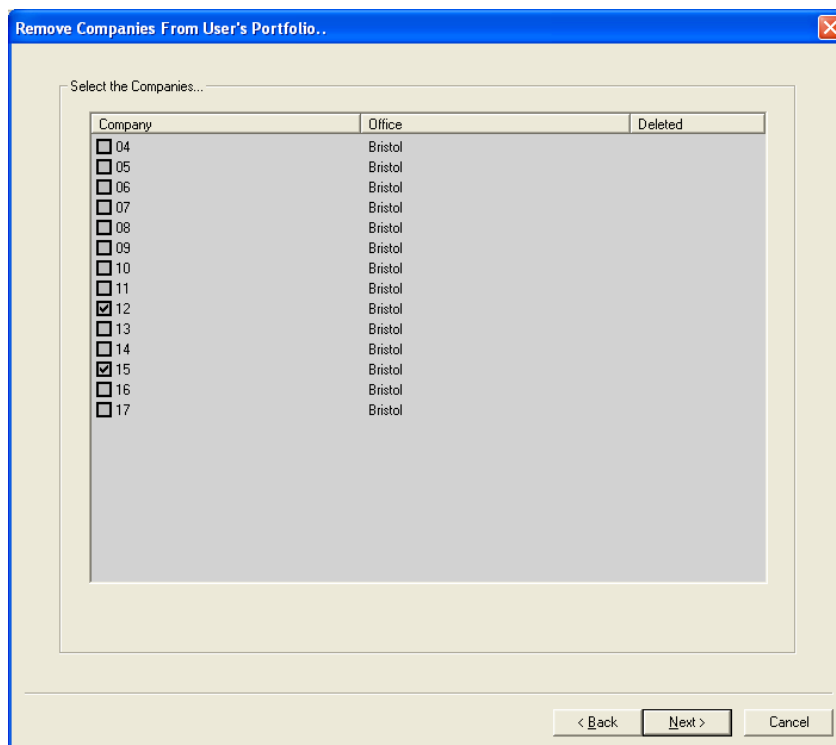 Remove Companies From User's Portfolio..
Select the Companies...
Company Office Deleted
04 Bristol
05 Bristol
06 Bristol
07 Bristol
08 Bristol
09 Bristol
10 Bristol
11 Bristol
12 Bristol
13 Bristol
14 Bristol
15 Bristol
16 Bristol
17 Bristol
< Back Next > Cancel